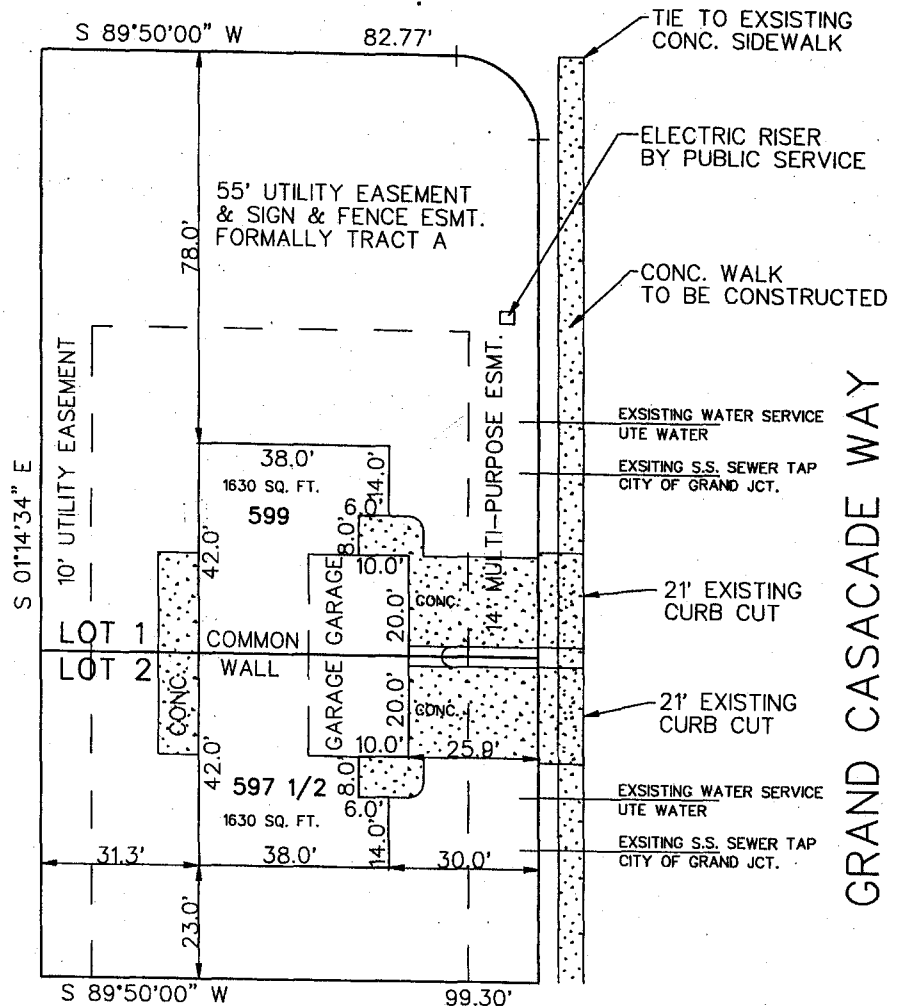 S 89°50'00" W
82.77'
TIE TO EXSISTING
CONC. SIDEWALK
ELECTRIC RISER
BY PUBLIC SERVICE
55' UTILITY EASEMENT
& SIGN & FENCE ESMT.
FORMALLY TRACT A
78.0'
CONC. WALK
TO BE CONSTRUCTED
10' UTILITY EASEMENT
14' MULTI-PURPOSE ESMT.
S 01°14'34" E
GRAND CASACADE WAY
EXSISTING WATER SERVICE
UTE WATER
EXSITING S.S. SEWER TAP
CITY OF GRAND JCT.
38.0'
1630 SQ. FT.
599
14.0'
6.0'
8.0'
42.0'
10.0'
GARAGE
20.0'
CONC.
21' EXISTING
CURB CUT
LOT 1
COMMON
LOT 2
WALL
CONC.
GARAGE
20.0'
CONC.
21' EXISTING
CURB CUT
10.0'
25.9'
42.0'
597 1/2
8.0'
6.0'
1630 SQ. FT.
14.0'
EXSISTING WATER SERVICE
UTE WATER
EXSITING S.S. SEWER TAP
CITY OF GRAND JCT.
31.3'
38.0'
30.0'
23.0'
S 89°50'00" W
99.30'